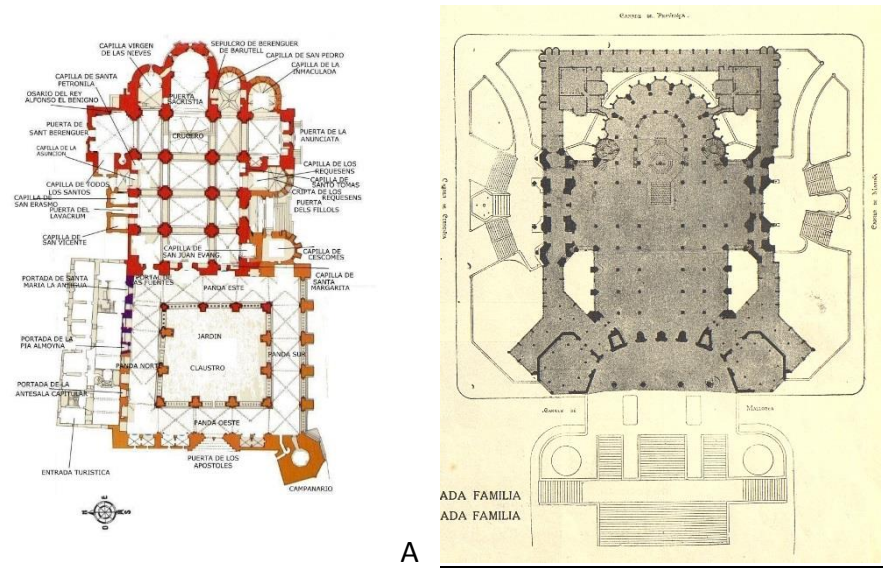 CAPILLA VIRGEN
DE LAS NIEVES
SEPULCRO DE BERENGUER
DE BARUTELL
CAPILLA DE SAN PEDRO
CAPILLA DE LA
INMACULADA
CAPILLA DE SANTA
PETRONILA
OSARIO DEL REY
ALFONSO EL BENIGNO
PUERTA
SACRISTIA
PUERTA DE
SANT BERENGUER
CRUCERO
PUERTA DE LA
ANUNCIATA
CAPILLA DE LA
ASUNCION
CAPILLA DE LOS
REQUESENS
CAPILLA DE
SANTO TOMAS
CAPILLA DE TODOS
LOS SANTOS
CRIPTA DE LOS
REQUESENS
CAPILLA DE
SAN ERASMO
PUERTA
DELS FILLOLS
PUERTA DEL
LAVACRUM
CAPILLA DE
SAN VICENTE
CAPILLA DE
SAN JUAN EVANG.
CAPILLA DE
CESCOMES
PORTADA DE SANTA
MARIA LA ANTIGUA
PORTAL DE
LAS FUENTES
PANDA ESTE
CAPILLA DE
SANTA
MARGARITA
PORTADA DE LA
PIA ALMOYNA
JARDIN
PANDA SUR
PANDA NORTE
CLAUSTRO
PORTADA DE LA
ANTESALA CAPITULAR
PANDA OESTE
ENTRADA TURISTICA
PUERTA DE LOS
APOSTOLES
CAMPANARIO
E
N
S
O
A
CARRER DE
MALLORCA
ADA FAMILIA
ADA FAMILIA